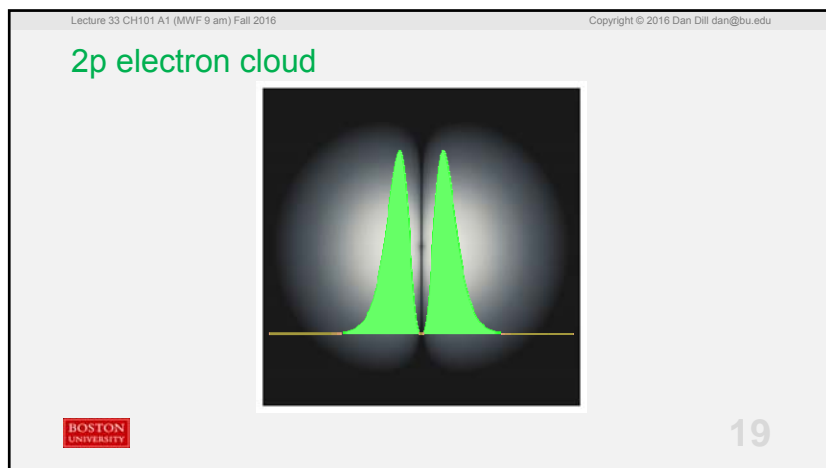 Lecture 33 CH101 A1 (MWF 9 am) Fall 2016
Copyright © 2016 Dan Dill dan@bu.edu
2p electron cloud
BOSTON
UNIVERSITY
19